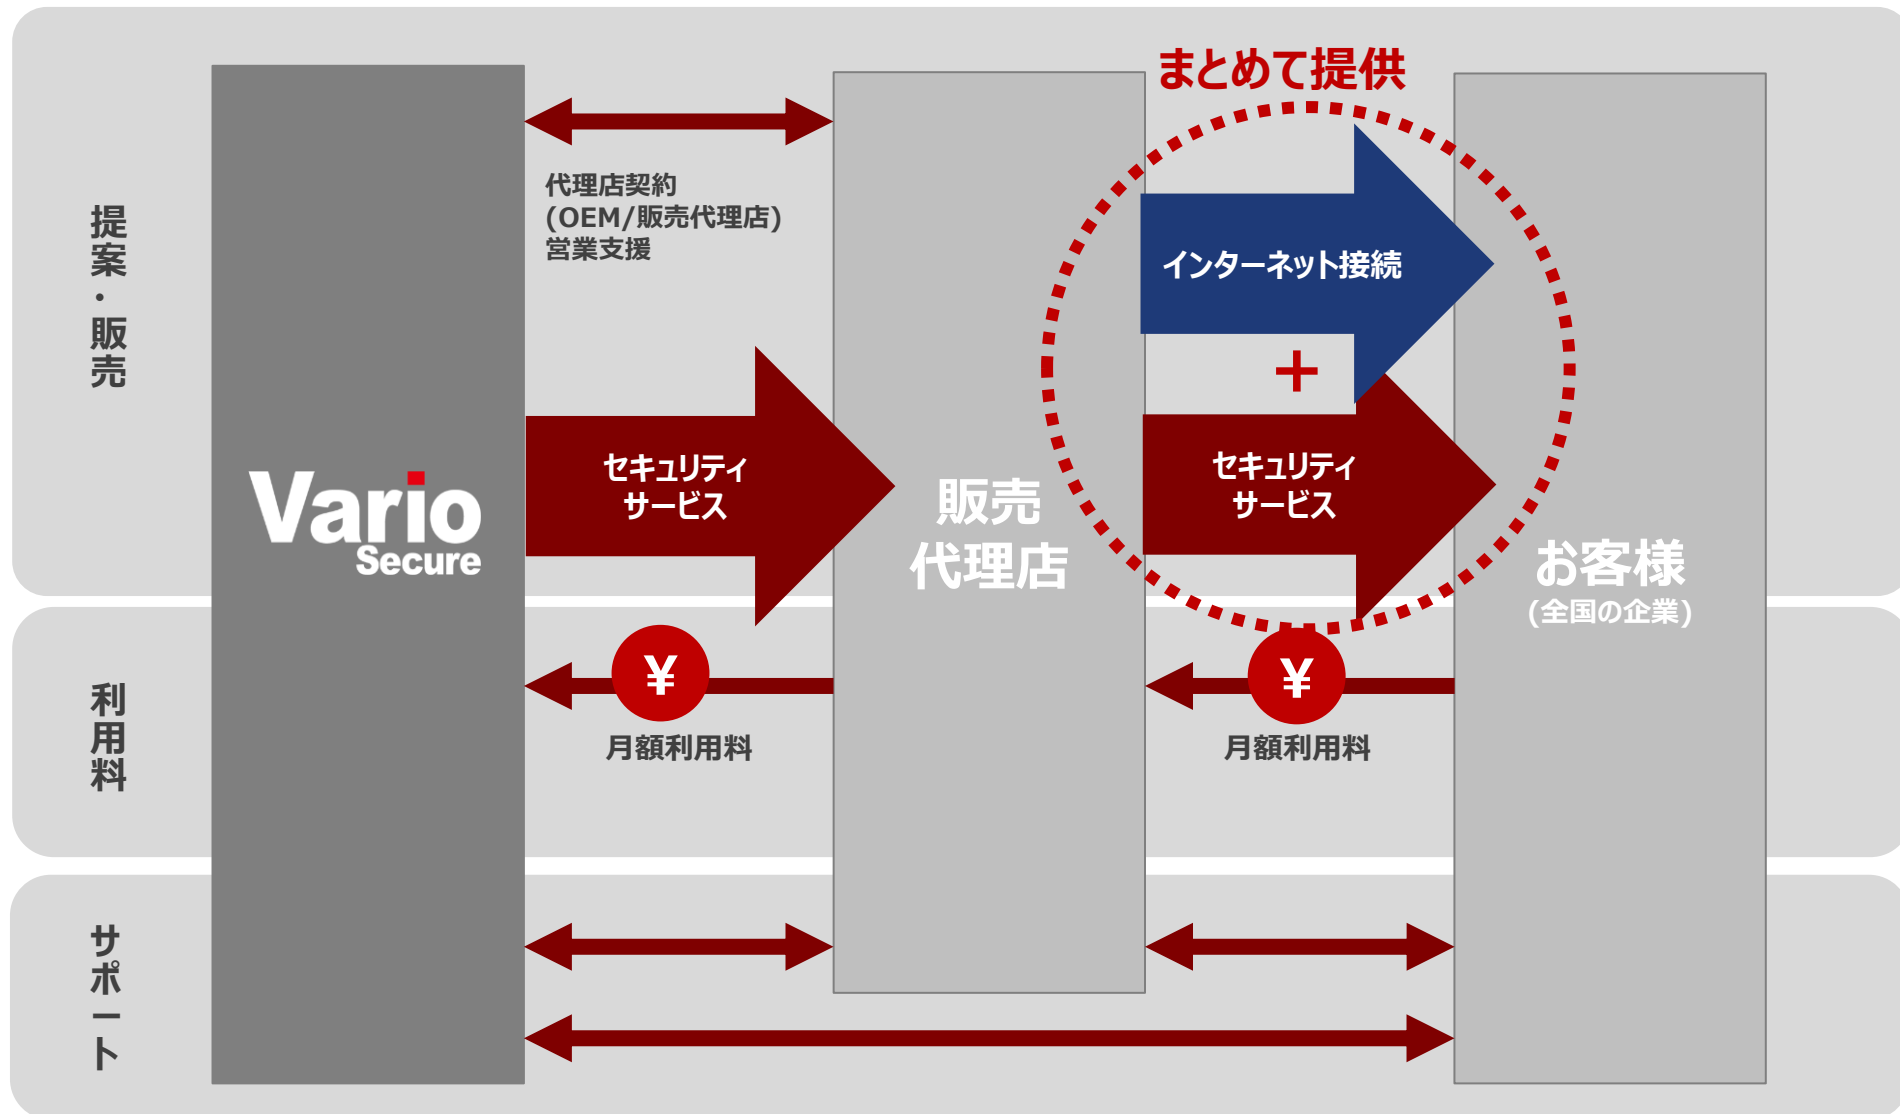 まとめて提供
提案・販売
代理店契約
(OEM/販売代理店)
営業支援
インターネット接続
+
セキュリティ
サービス
セキュリティ
サービス
Vario
Secure
販売
代理店
お客様
(全国の企業)
利用料
¥
¥
月額利用料
月額利用料
サポート